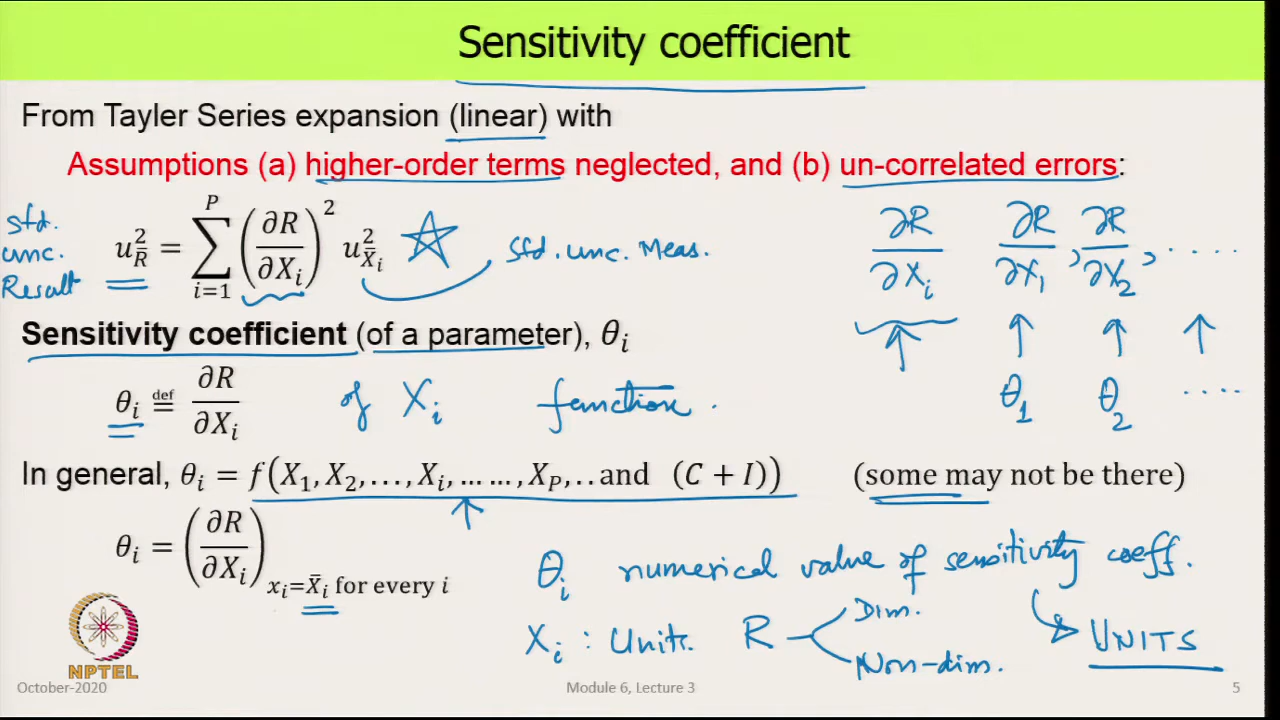 Sensitivity coefficient
From Tayler Series expansion (linear) with
Assumptions (a) higher-order terms neglected, and (b) un-correlated errors:
Std. unc. Result
u_R̄^2 = ∑_{i=1}^{P} (∂R/∂X_i)^2 u_X̄i^2 ☆ Std. unc. Meas.
∂R/∂X_i ∂R/∂X_1 , ∂R/∂X_2 , ....
Sensitivity coefficient (of a parameter), θ_i
θ_i ≝ ∂R/∂X_i of X_i function . θ_1 θ_2 ....
In general, θ_i = f(X_1, X_2, ..., X_i, ... ..., X_P, .. and (C + I)) (some may not be there)
θ_i = (∂R/∂X_i)_{x_i=X̄_i for every i}
θ_i numerical value of sensitivity coeff.
X_i : Units. R Dim. Non-dim. UNITS
NPTEL
October-2020 Module 6, Lecture 3 5